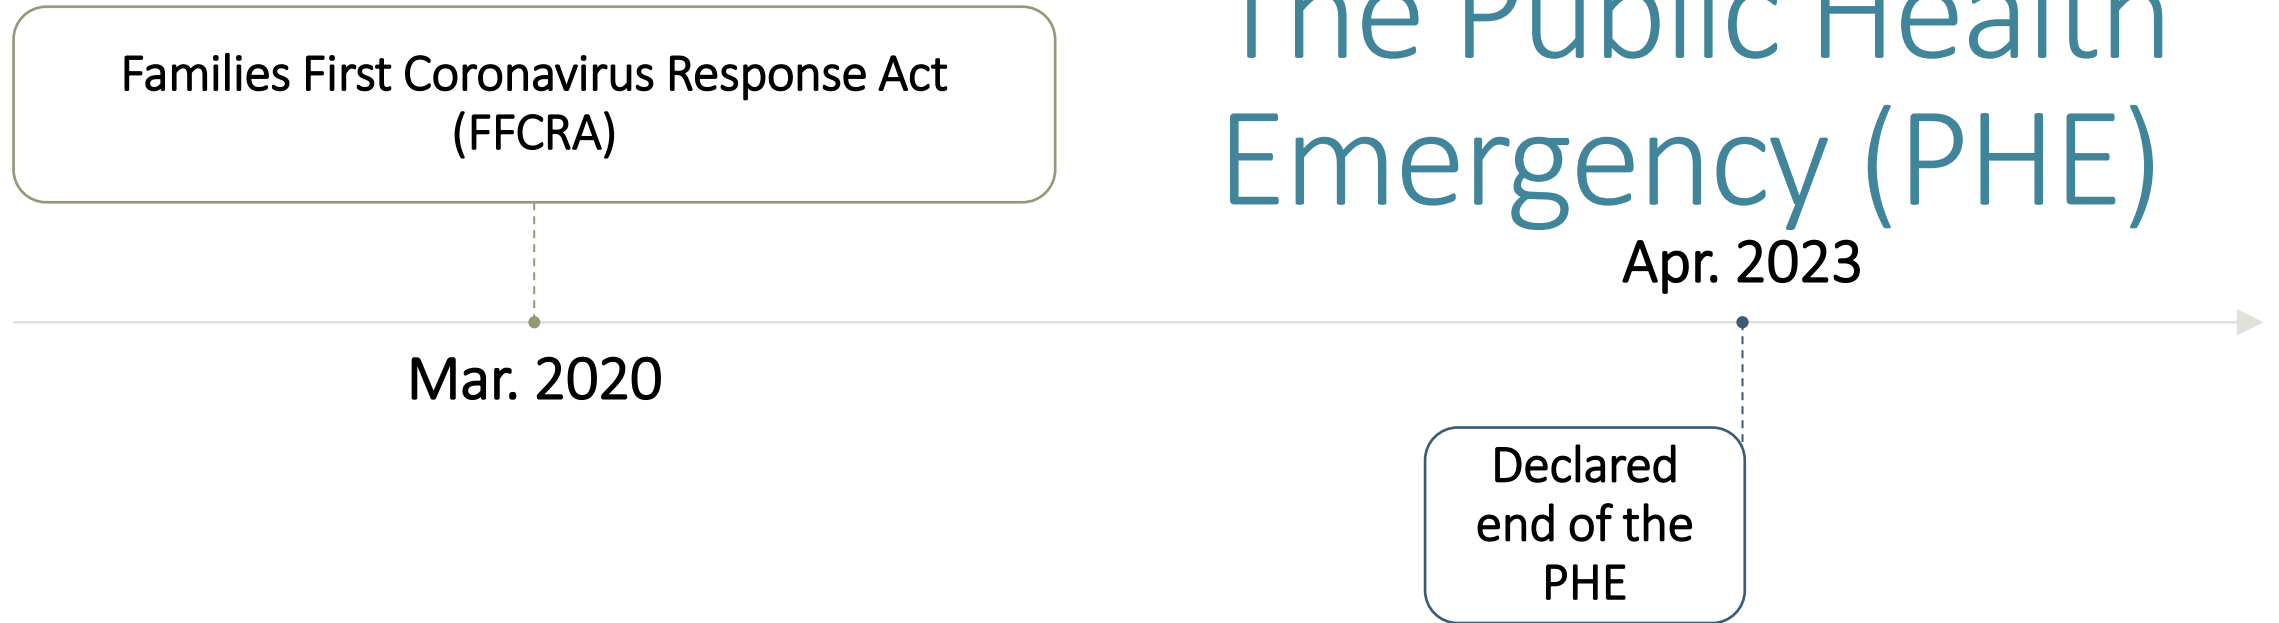 The Public Health
Emergency (PHE)
Families First Coronavirus Response Act
(FFCRA)
Apr. 2023
Mar. 2020
Declared
end of the
PHE